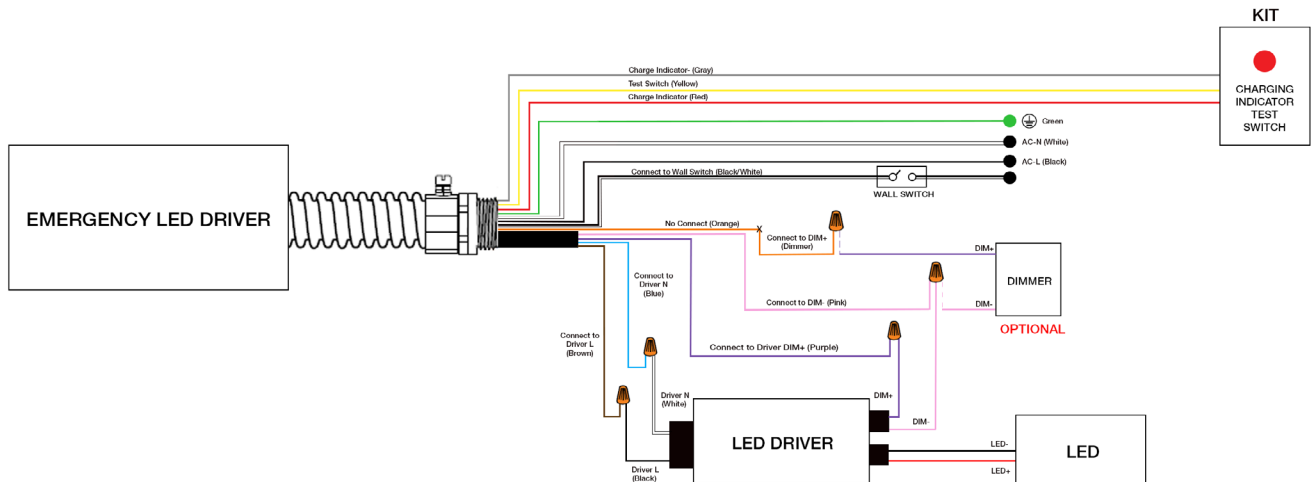 KIT
Charge Indicator- (Gray)
Test Switch (Yellow)
Charge Indicator (Red)
CHARGING
INDICATOR
TEST
SWITCH
Green
AC-N (White)
AC-L (Black)
Connect to Wall Switch (Black/White)
WALL SWITCH
EMERGENCY LED DRIVER
No Connect (Orange)
X
Connect to DIM+
(Dimmer)
DIM+
DIMMER
DIM-
OPTIONAL
Connect to
Driver N
(Blue)
Connect to DIM- (Pink)
Connect to
Driver L
(Brown)
Connect to Driver DIM+ (Purple)
Driver N
(White)
DIM+
DIM-
LED DRIVER
LED-
LED+
LED
Driver L
(Black)